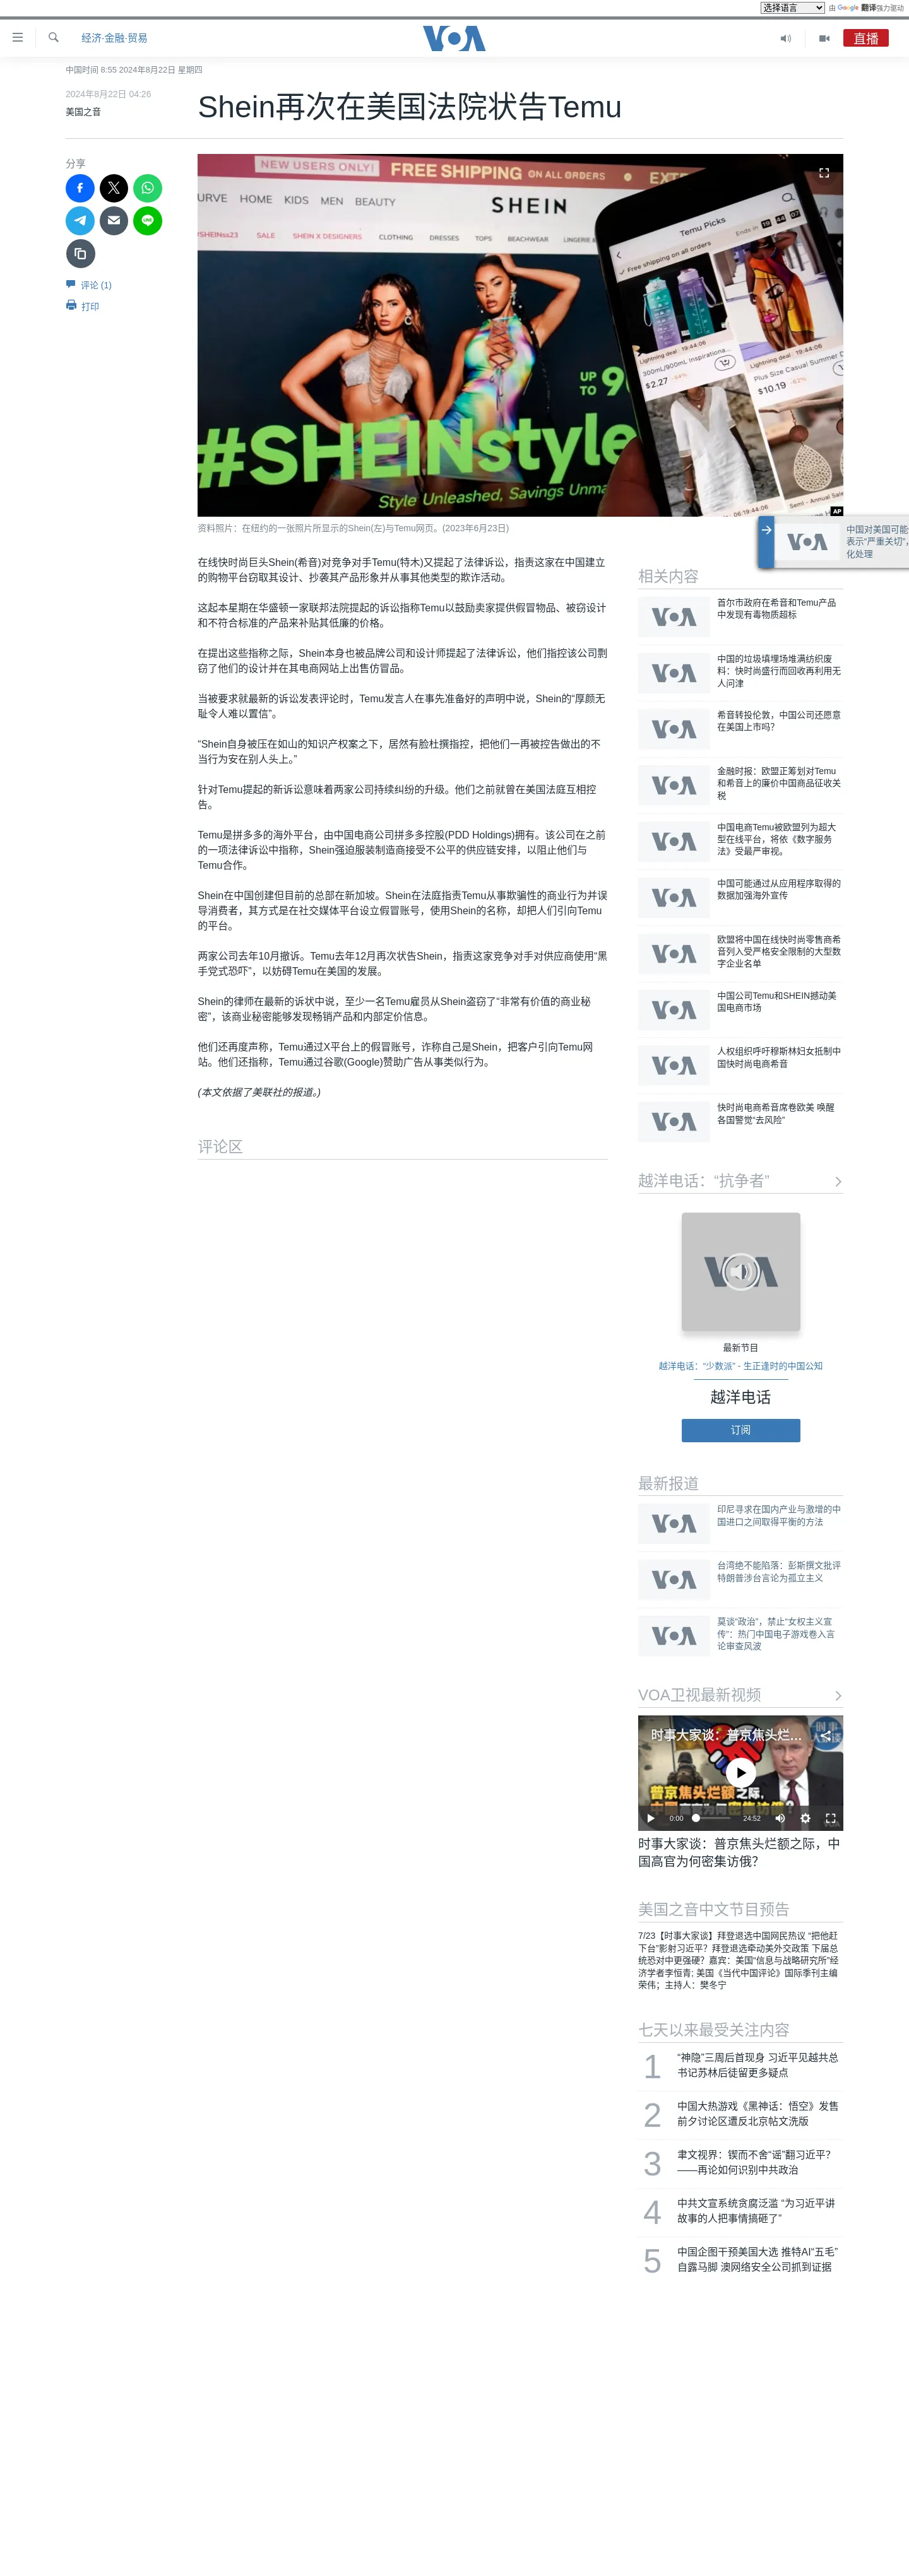 选择语言 由 Google 翻译强力驱动
经济·金融·贸易
VOA
直播
中国时间 8:55 2024年8月22日 星期四
2024年8月22日 04:26
美国之音
Shein再次在美国法院状告Temu
分享
评论 (1)
打印
NEW USERS ONLY!
FREE SHIPPING ON ALL ORDERS
HOME KIDS MEN BEAUTY
SHEIN
SALE SHEIN X DESIGNERS CLOTHING DRESSES TOPS BEACHWEAR
Temu Picks
Free shipping on all orders
Lightning deal / 19:44:06
Lightning deal / 19:44:06
300mL/900mL Inspirationa...
$2.27 -64%
Plus Size Casual Summer D
$10.19 -62%
UP TO
#SHEINstyle
Style Unleashed, Savings Unma
AP
资料照片：在纽约的一张照片所显示的Shein(左)与Temu网页。(2023年6月23日)
中国对美国可能
表示“严重关切”，
化处理
在线快时尚巨头Shein(希音)对竞争对手Temu(特木)又提起了法律诉讼，指责这家在中国建立
的购物平台窃取其设计、抄袭其产品形象并从事其他类型的欺诈活动。
这起本星期在华盛顿一家联邦法院提起的诉讼指称Temu以鼓励卖家提供假冒物品、被窃设计
和不符合标准的产品来补贴其低廉的价格。
在提出这些指称之际，Shein本身也被品牌公司和设计师提起了法律诉讼，他们指控该公司剽
窃了他们的设计并在其电商网站上出售仿冒品。
当被要求就最新的诉讼发表评论时，Temu发言人在事先准备好的声明中说，Shein的“厚颜无
耻令人难以置信”。
“Shein自身被压在如山的知识产权案之下，居然有脸杜撰指控，把他们一再被控告做出的不
当行为安在别人头上。”
针对Temu提起的新诉讼意味着两家公司持续纠纷的升级。他们之前就曾在美国法庭互相控
告。
Temu是拼多多的海外平台，由中国电商公司拼多多控股(PDD Holdings)拥有。该公司在之前
的一项法律诉讼中指称，Shein强迫服装制造商接受不公平的供应链安排，以阻止他们与
Temu合作。
Shein在中国创建但目前的总部在新加坡。Shein在法庭指责Temu从事欺骗性的商业行为并误
导消费者，其方式是在社交媒体平台设立假冒账号，使用Shein的名称，却把人们引向Temu
的平台。
两家公司去年10月撤诉。Temu去年12月再次状告Shein，指责这家竞争对手对供应商使用“黑
手党式恐吓”，以妨碍Temu在美国的发展。
Shein的律师在最新的诉状中说，至少一名Temu雇员从Shein盗窃了“非常有价值的商业秘
密”，该商业秘密能够发现畅销产品和内部定价信息。
他们还再度声称，Temu通过X平台上的假冒账号，诈称自己是Shein，把客户引向Temu网
站。他们还指称，Temu通过谷歌(Google)赞助广告从事类似行为。
(本文依据了美联社的报道。)
评论区
相关内容
首尔市政府在希音和Temu产品
中发现有毒物质超标
中国的垃圾填埋场堆满纺织废
料：快时尚盛行而回收再利用无
人问津
希音转投伦敦，中国公司还愿意
在美国上市吗？
金融时报：欧盟正筹划对Temu
和希音上的廉价中国商品征收关
税
中国电商Temu被欧盟列为超大
型在线平台，将依《数字服务
法》受最严审视。
中国可能通过从应用程序取得的
数据加强海外宣传
欧盟将中国在线快时尚零售商希
音列入受严格安全限制的大型数
字企业名单
中国公司Temu和SHEIN撼动美
国电商市场
人权组织呼吁穆斯林妇女抵制中
国快时尚电商希音
快时尚电商希音席卷欧美 唤醒
各国警觉“去风险”
越洋电话：“抗争者”
最新节目
越洋电话：“少数派” - 生正逢时的中国公知
越洋电话
订阅
最新报道
印尼寻求在国内产业与激增的中
国进口之间取得平衡的方法
台湾绝不能陷落：彭斯撰文批评
特朗普涉台言论为孤立主义
莫谈“政治”，禁止“女权主义宣
传”：热门中国电子游戏卷入言
论审查风波
VOA卫视最新视频
时事大家谈：普京焦头烂...
普京焦头烂额之际，
中国高官为何密集访俄？
0:00 24:52
时事大家谈：普京焦头烂额之际，中
国高官为何密集访俄？
美国之音中文节目预告
7/23【时事大家谈】拜登退选中国网民热议 “把他赶
下台”影射习近平？拜登退选牵动美外交政策 下届总
统恐对中更强硬？嘉宾：美国“信息与战略研究所”经
济学者李恒青; 美国《当代中国评论》国际季刊主编
荣伟；主持人：樊冬宁
七天以来最受关注内容
1 “神隐”三周后首现身 习近平见越共总
书记苏林后徒留更多疑点
2 中国大热游戏《黑神话：悟空》发售
前夕讨论区遭反北京帖文洗版
3 聿文视界：锲而不舍“谣”翻习近平？
——再论如何识别中共政治
4 中共文宣系统贪腐泛滥 “为习近平讲
故事的人把事情搞砸了”
5 中国企图干预美国大选 推特AI“五毛”
自露马脚 澳网络安全公司抓到证据